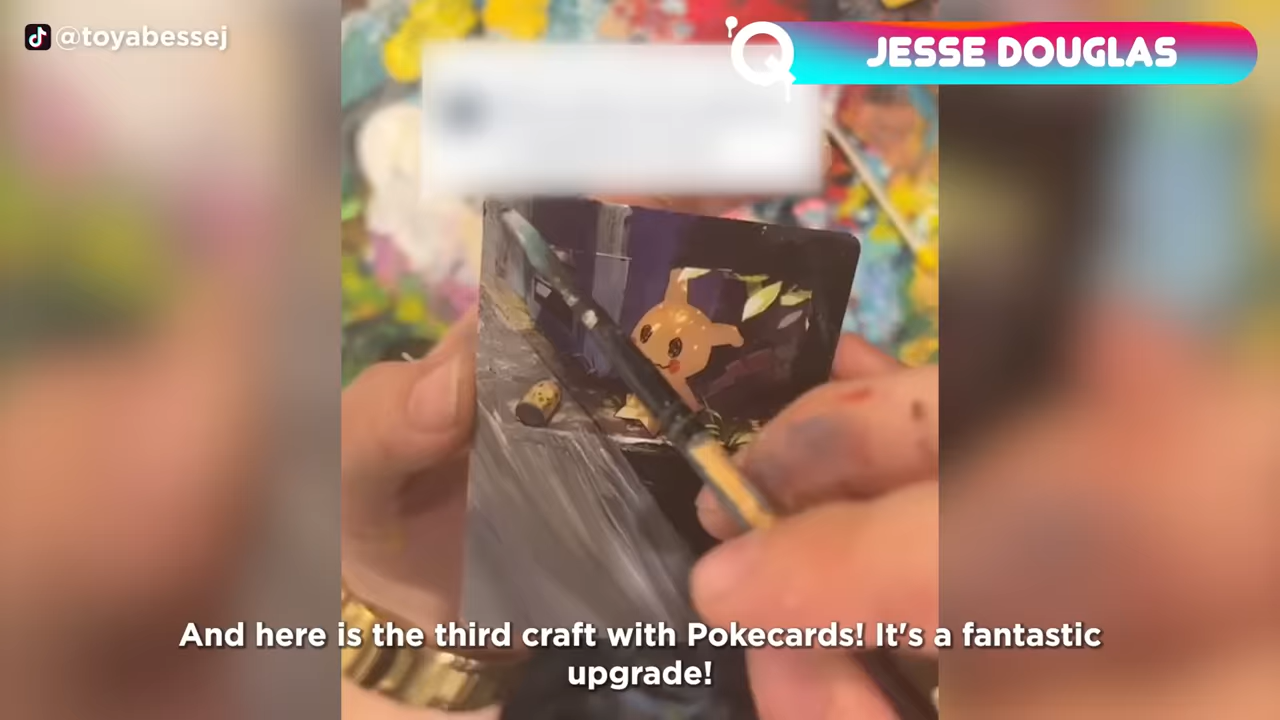 @toyabessej
JESSE DOUGLAS
And here is the third craft with Pokecards! It's a fantastic
upgrade!